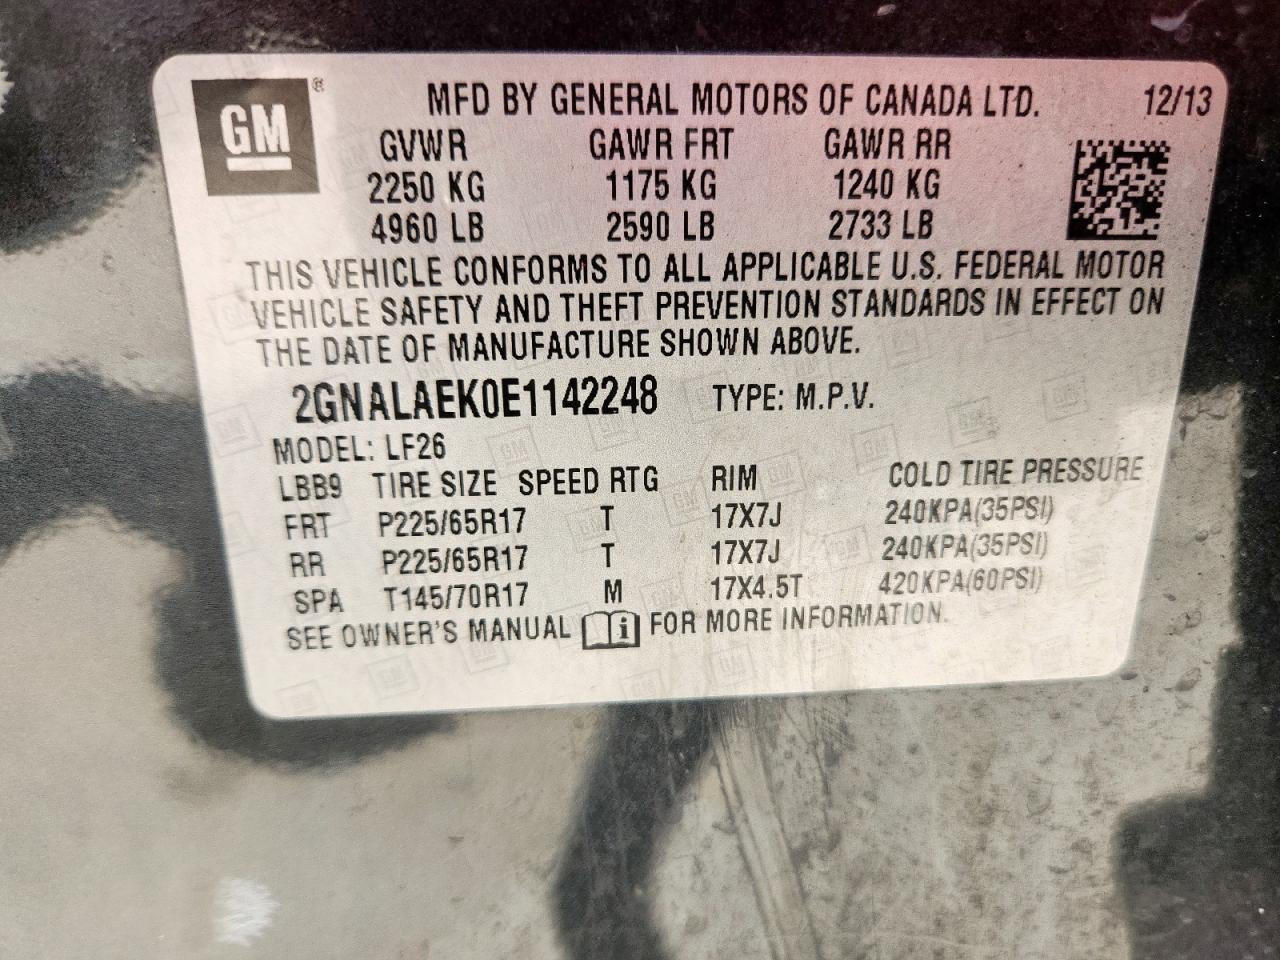 GM ®
MFD BY GENERAL MOTORS OF CANADA LTD. 12/13
GVWR GAWR FRT GAWR RR
2250 KG 1175 KG 1240 KG
4960 LB 2590 LB 2733 LB
THIS VEHICLE CONFORMS TO ALL APPLICABLE U.S. FEDERAL MOTOR
VEHICLE SAFETY AND THEFT PREVENTION STANDARDS IN EFFECT ON
THE DATE OF MANUFACTURE SHOWN ABOVE.
2GNALAEK0E1142248 TYPE: M.P.V.
MODEL: LF26
LBB9 TIRE SIZE SPEED RTG RIM COLD TIRE PRESSURE
FRT P225/65R17 T 17X7J 240KPA(35PSI)
RR P225/65R17 T 17X7J 240KPA(35PSI)
SPA T145/70R17 M 17X4.5T 420KPA(60PSI)
SEE OWNER'S MANUAL i FOR MORE INFORMATION.